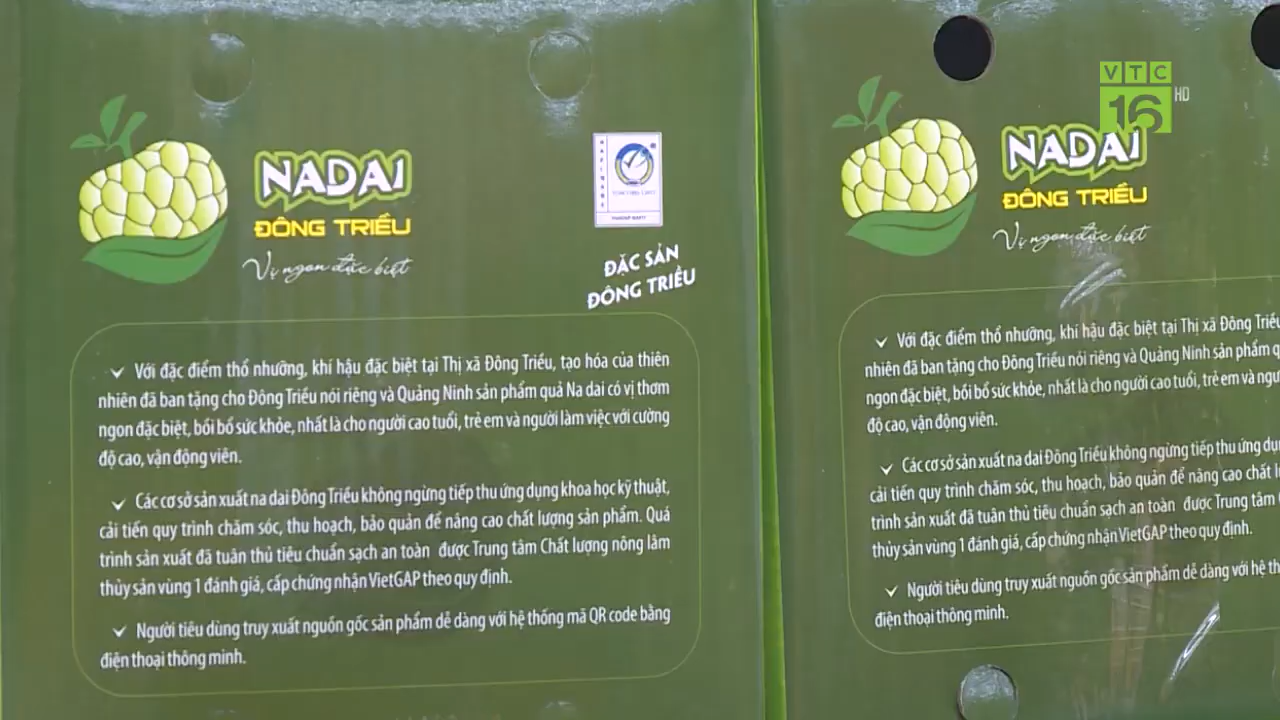 VTC
16
HD
NADAI
ĐÔNG TRIỀU
Vị ngon đặc biệt
ĐẶC SẢN
ĐÔNG TRIỀU
Với đặc điểm thổ nhưỡng, khí hậu đặc biệt tại Thị xã Đông Triều, tạo hóa của thiên
nhiên đã ban tặng cho Đông Triều nói riêng và Quảng Ninh sản phẩm quả Na dai có vị thơm
ngon đặc biệt, bồi bổ sức khỏe, nhất là cho người cao tuổi, trẻ em và người làm việc với cường
độ cao, vận động viên.
Các cơ sở sản xuất na dai Đông Triều không ngừng tiếp thu ứng dụng khoa học kỹ thuật,
cải tiến quy trình chăm sóc, thu hoạch, bảo quản để nâng cao chất lượng sản phẩm. Quá
trình sản xuất đã tuân thủ tiêu chuẩn sạch an toàn được Trung tâm Chất lượng nông lâm
thủy sản vùng 1 đánh giá, cấp chứng nhận VietGAP theo quy định.
Người tiêu dùng truy xuất nguồn gốc sản phẩm dễ dàng với hệ thống mã QR code bằng
điện thoại thông minh.
NADAI
ĐÔNG TRIỀU
Vị ngon đặc biệt
Với đặc điểm thổ nhưỡng, khí hậu đặc biệt tại Thị xã Đông Triều
nhiên đã ban tặng cho Đông Triều nói riêng và Quảng Ninh sản phẩm
ngon đặc biệt, bồi bổ sức khỏe, nhất là cho người cao tuổi, trẻ em và
độ cao, vận động viên.
Các cơ sở sản xuất na dai Đông Triều không ngừng tiếp thu ứng
cải tiến quy trình chăm sóc, thu hoạch, bảo quản để nâng cao chất
trình sản xuất đã tuân thủ tiêu chuẩn sạch an toàn được Trung tâm
thủy sản vùng 1 đánh giá, cấp chứng nhận VietGAP theo quy định.
Người tiêu dùng truy xuất nguồn gốc sản phẩm dễ dàng với hệ
điện thoại thông minh.